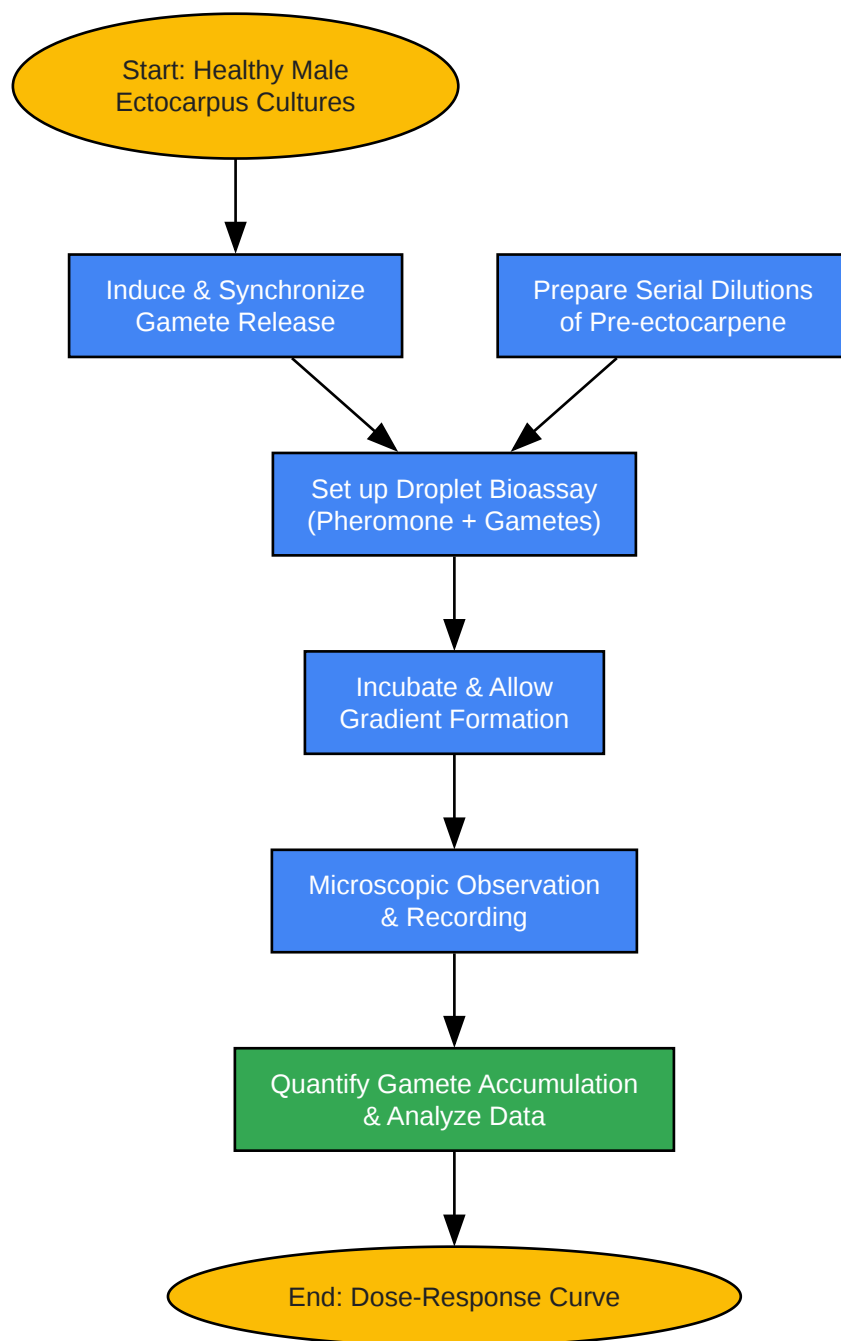 Start: Healthy Male
Ectocarpus Cultures
Induce & Synchronize
Gamete Release
Prepare Serial Dilutions
of Pre-ectocarpene
Set up Droplet Bioassay
(Pheromone + Gametes)
Incubate & Allow
Gradient Formation
Microscopic Observation
& Recording
Quantify Gamete Accumulation
& Analyze Data
End: Dose-Response Curve